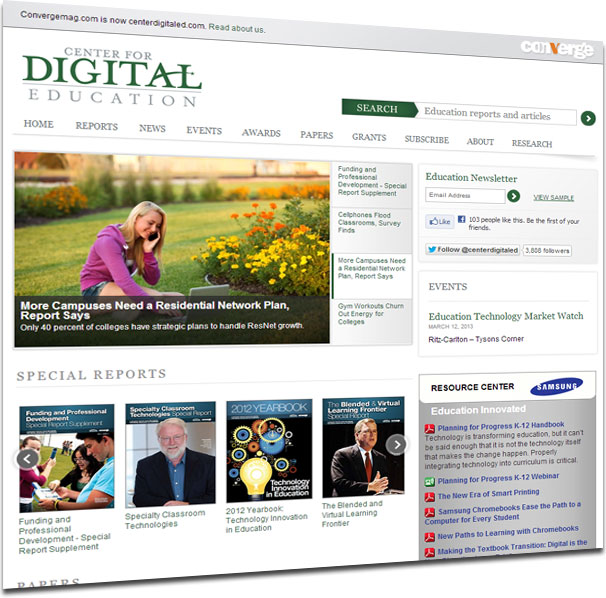 Convergemag.com is now centerdigitaled.com. Read about us.
converge
CENTER FOR
DIGITAL
EDUCATION
SEARCH
Education reports and articles
HOME REPORTS NEWS EVENTS AWARDS PAPERS GRANTS SUBSCRIBE ABOUT RESEARCH
More Campuses Need a Residential Network Plan,
Report Says
Only 40 percent of colleges have strategic plans to handle ResNet growth.
Funding and
Professional
Development - Special
Report Supplement
Cellphones Flood
Classrooms, Survey
Finds
More Campuses Need
a Residential Network
Plan, Report Says
Gym Workouts Churn
Out Energy for
Colleges
Education Newsletter
Email Address
VIEW SAMPLE
Like
103 people like this. Be the first of your
friends.
Follow @centerdigitaled
3,888 followers
EVENTS
Education Technology Market Watch
MARCH 12, 2013
Ritz-Carlton – Tysons Corner
SPECIAL REPORTS
Funding and Professional
Development
Special Report Supplement
Funding and
Professional
Development - Special
Report Supplement
Specialty Classroom
Technologies Special Report
Specialty Classroom
Technologies
2012 YEARBOOK
Technology
Innovation
in Education
2012 Yearbook:
Technology Innovation
in Education
The Blended & Virtual
Learning Frontier
Special Report
The Blended and
Virtual Learning
Frontier
RESOURCE CENTER
SAMSUNG
Education Innovated
Planning for Progress K-12 Handbook
Technology is transforming education, but it can't
be said enough that it is not the technology itself
that makes the change happen. Properly
integrating technology into curriculum is critical.
Planning for Progress K-12 Webinar
The New Era of Smart Printing
Samsung Chromebooks Ease the Path to a
Computer for Every Student
New Paths to Learning with Chromebooks
Making the Textbook Transition: Digital is the
PAPERS